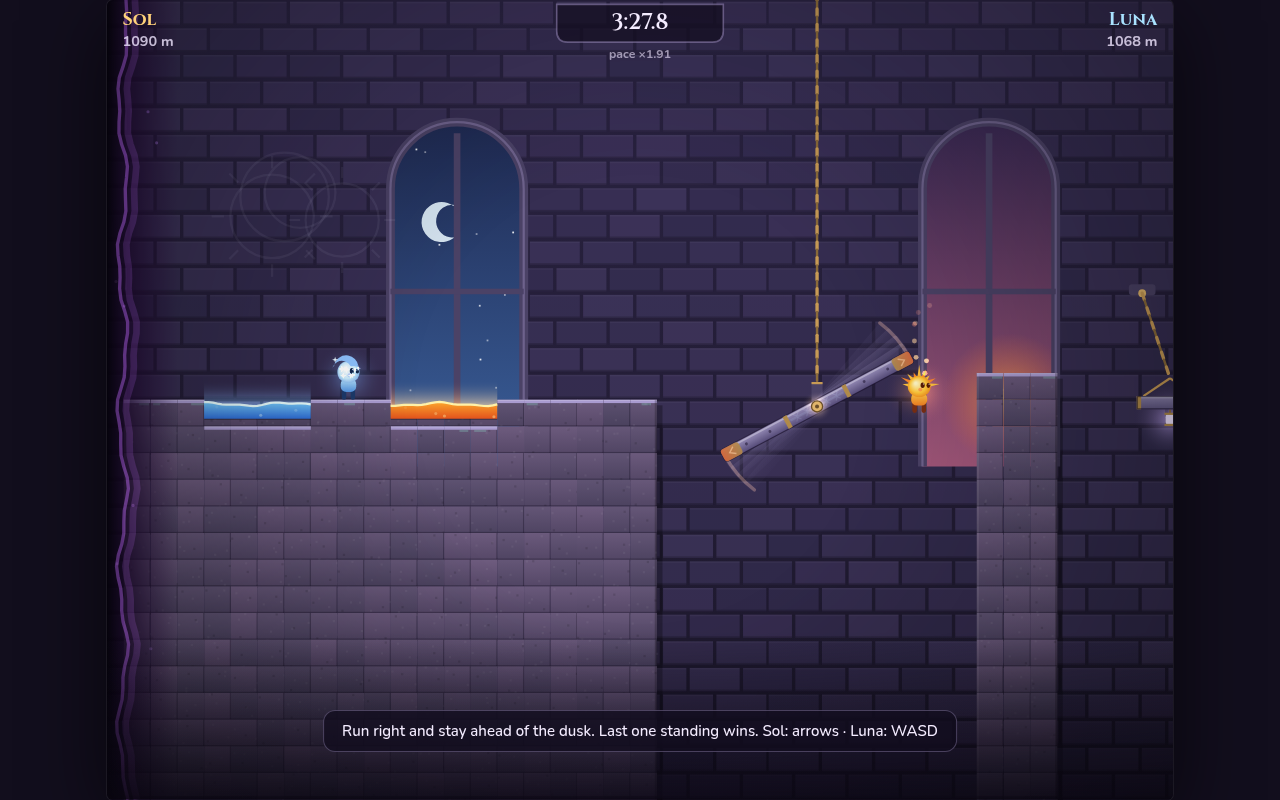 SOL
1090 m
3:27.8
pace ×1.91
LUNA
1068 m
Run right and stay ahead of the dusk. Last one standing wins. Sol: arrows · Luna: WASD